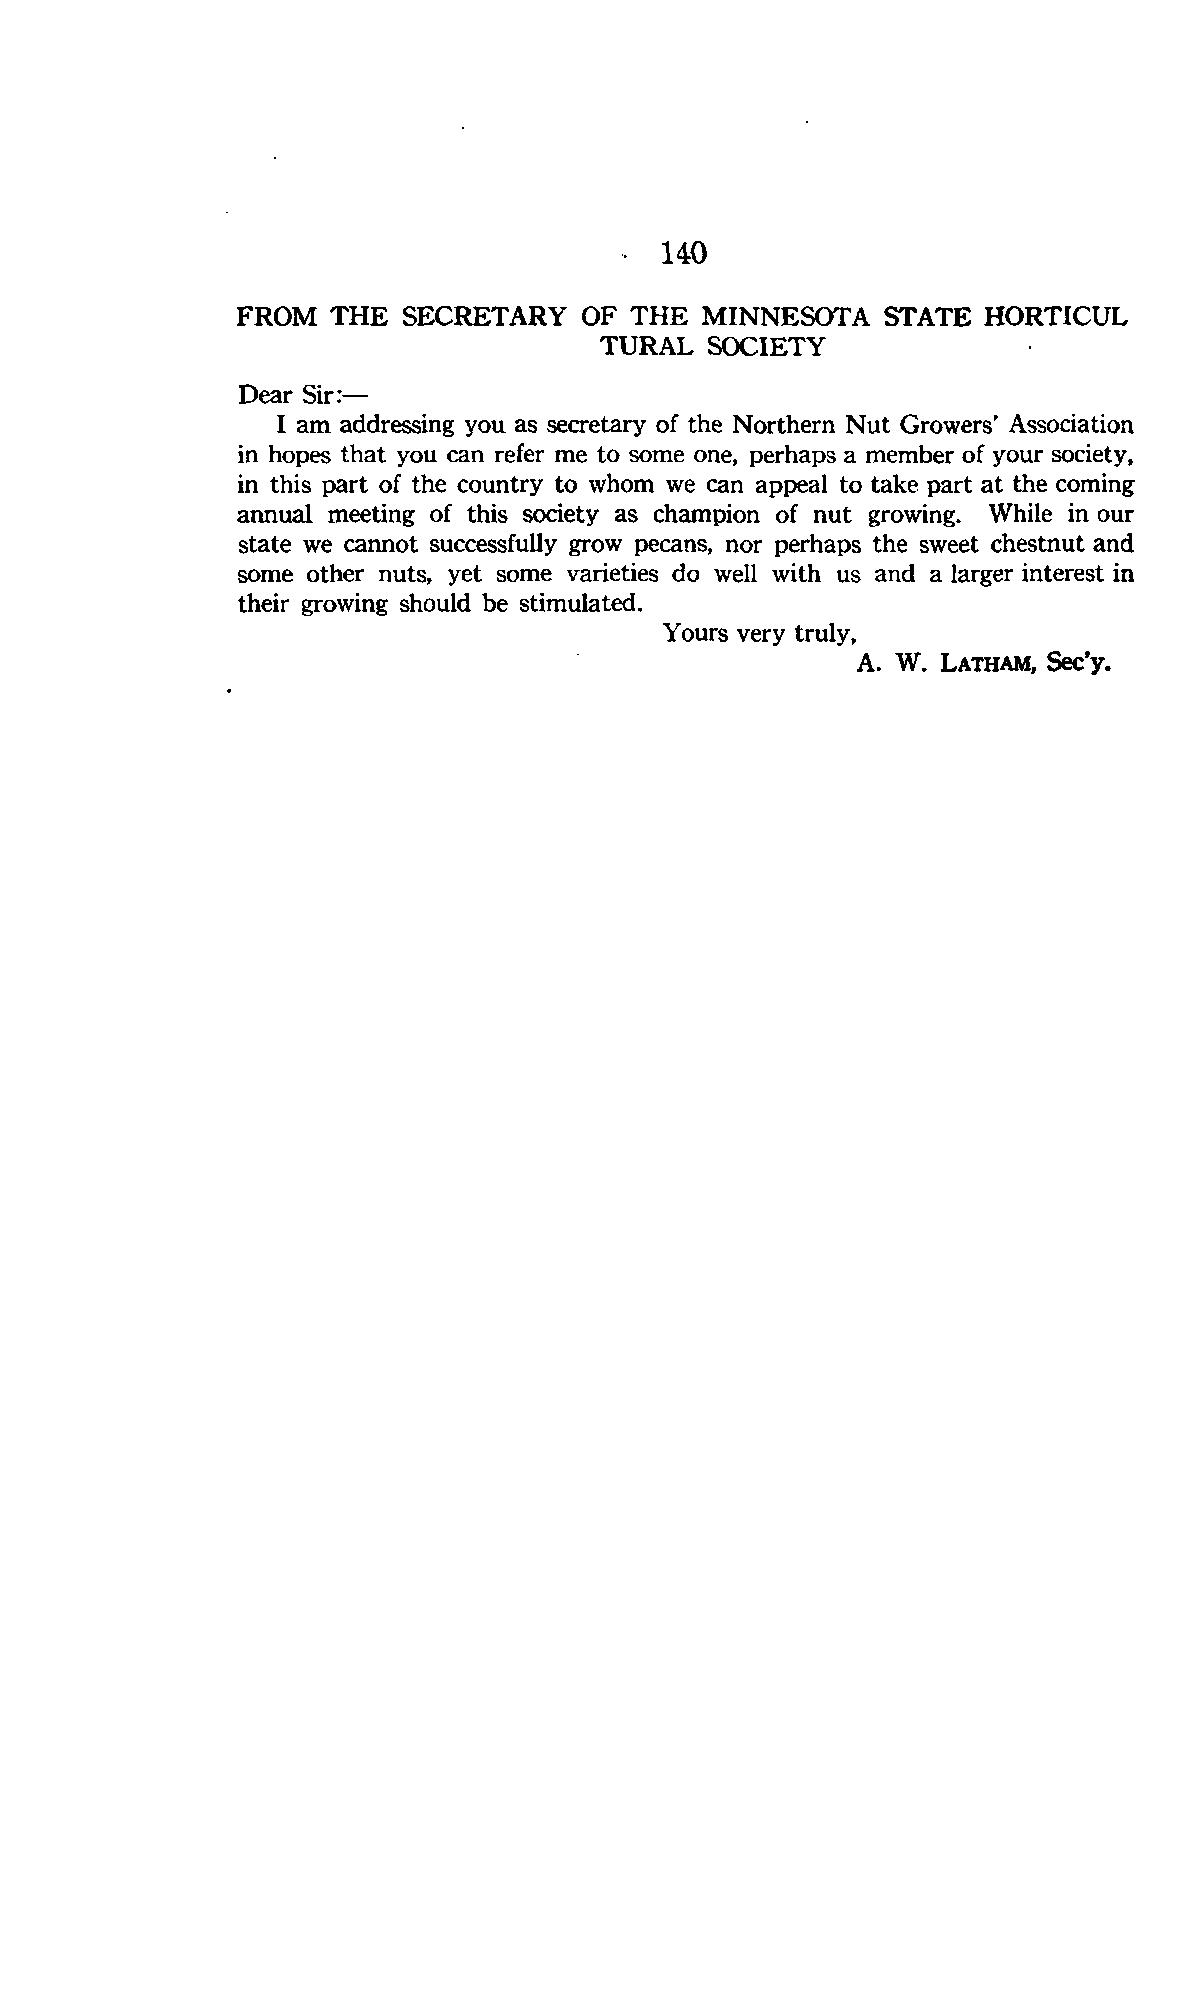 140
FROM THE SECRETARY OF THE MINNESOTA STATE HORTICUL
TURAL SOCIETY
Dear Sir:—
I am addressing you as secretary of the Northern Nut Growers' Association
in hopes that you can refer me to some one, perhaps a member of your society,
in this part of the country to whom we can appeal to take part at the coming
annual meeting of this society as champion of nut growing. While in our
state we cannot successfully grow pecans, nor perhaps the sweet chestnut and
some other nuts, yet some varieties do well with us and a larger interest in
their growing should be stimulated.
Yours very truly,
A. W. LATHAM, Sec'y.